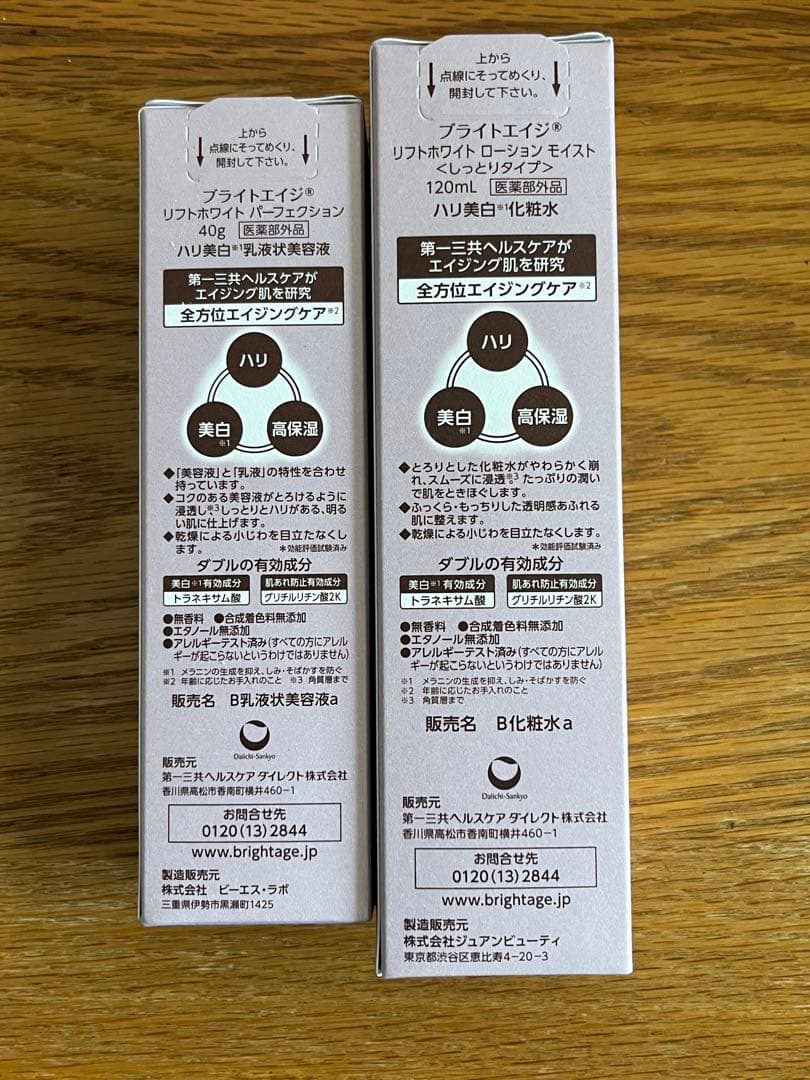 上から
点線にそってめくり、
開封して下さい。
ブライトエイジ®
リフトホワイト パーフェクション
40g 医薬部外品
ハリ美白※1乳液状美容液
第一三共ヘルスケアが
エイジング肌を研究
全方位エイジングケア※2
ハリ
美白※1
高保湿
◆「美容液」と「乳液」の特性を合わせ
持っています。
◆コクのある美容液がとろけるように
浸透し※3しっとりとハリがある、明る
い肌に仕上げます。
◆乾燥による小じわを目立たなくしま
す。 *効能評価試験済み
ダブルの有効成分
美白※1有効成分 肌あれ防止有効成分
トラネキサム酸 グリチルリチン酸2K
●無香料 ●合成着色料無添加
●エタノール無添加
●アレルギーテスト済み(すべての方にアレル
ギーが起こらないというわけではありません)
※1 メラニンの生成を抑え、しみ・そばかすを防ぐ
※2 年齢に応じたお手入れのこと ※3 角質層まで
販売名 B乳液状美容液a
Daiichi-Sankyo
販売元
第一三共ヘルスケア ダイレクト株式会社
香川県高松市香南町横井460-1
お問合せ先
0120(13)2844
www.brightage.jp
製造販売元
株式会社 ピーエス・ラボ
三重県伊勢市黒瀬町1425
上から
点線にそってめくり、
開封して下さい。
ブライトエイジ®
リフトホワイト ローション モイスト
<しっとりタイプ>
120mL 医薬部外品
ハリ美白※1化粧水
第一三共ヘルスケアが
エイジング肌を研究
全方位エイジングケア※2
ハリ
美白※1
高保湿
◆とろりとした化粧水がやわらかく崩
れ、スムーズに浸透※3 たっぷりの潤い
で肌をときほぐします。
◆ふっくら・もっちりした透明感あふれる
肌に整えます。
◆乾燥による小じわを目立たなくします。
*効能評価試験済み
ダブルの有効成分
美白※1有効成分 肌あれ防止有効成分
トラネキサム酸 グリチルリチン酸2K
●無香料 ●合成着色料無添加
●エタノール無添加
●アレルギーテスト済み(すべての方にアレル
ギーが起こらないというわけではありません)
※1 メラニンの生成を抑え、しみ・そばかすを防ぐ
※2 年齢に応じたお手入れのこと
※3 角質層まで
販売名 B化粧水a
Daiichi-Sankyo
販売元
第一三共ヘルスケア ダイレクト株式会社
香川県高松市香南町横井460-1
お問合せ先
0120(13)2844
www.brightage.jp
製造販売元
株式会社ジュアンビューティ
東京都渋谷区恵比寿4-20-3